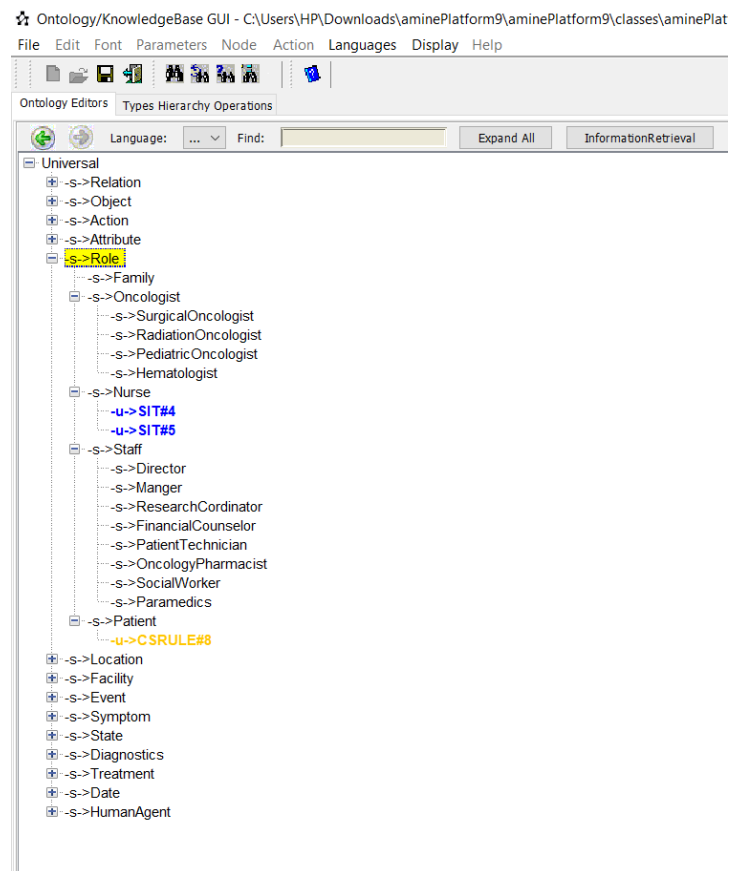 Ontology/KnowledgeBase GUI - C:\Users\HP\Downloads\aminePlatform9\aminePlatform9\classes\aminePlat
File Edit Font Parameters Node Action Languages Display Help
Ontology Editors Types Hierarchy Operations
Language: ... Find: Expand All InformationRetrieval
Universal
-s->Relation
-s->Object
-s->Action
-s->Attribute
-s->Role
-s->Family
-s->Oncologist
-s->SurgicalOncologist
-s->RadiationOncologist
-s->PediatricOncologist
-s->Hematologist
-s->Nurse
-u->SIT#4
-u->SIT#5
-s->Staff
-s->Director
-s->Manger
-s->ResearchCordinator
-s->FinancialCounselor
-s->PatientTechnician
-s->OncologyPharmacist
-s->SocialWorker
-s->Paramedics
-s->Patient
-u->CSRULE#8
-s->Location
-s->Facility
-s->Event
-s->Symptom
-s->State
-s->Diagnostics
-s->Treatment
-s->Date
-s->HumanAgent